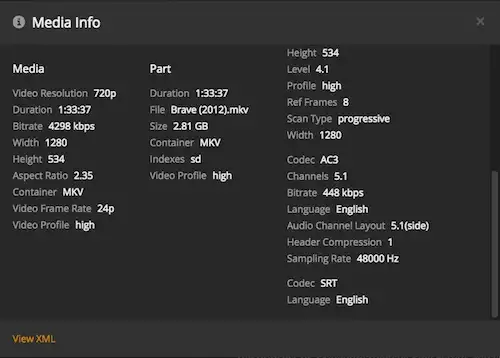 Media Info
Media
Video Resolution 720p
Duration 1:33:37
Bitrate 4298 kbps
Width 1280
Height 534
Aspect Ratio 2.35
Container MKV
Video Frame Rate 24p
Video Profile high
Part
Duration 1:33:37
File Brave (2012).mkv
Size 2.81 GB
Container MKV
Indexes sd
Video Profile high
Height 534
Level 4.1
Profile high
Ref Frames 8
Scan Type progressive
Width 1280
Codec AC3
Channels 5.1
Bitrate 448 kbps
Language English
Audio Channel Layout 5.1(side)
Header Compression 1
Sampling Rate 48000 Hz
Codec SRT
Language English
View XML